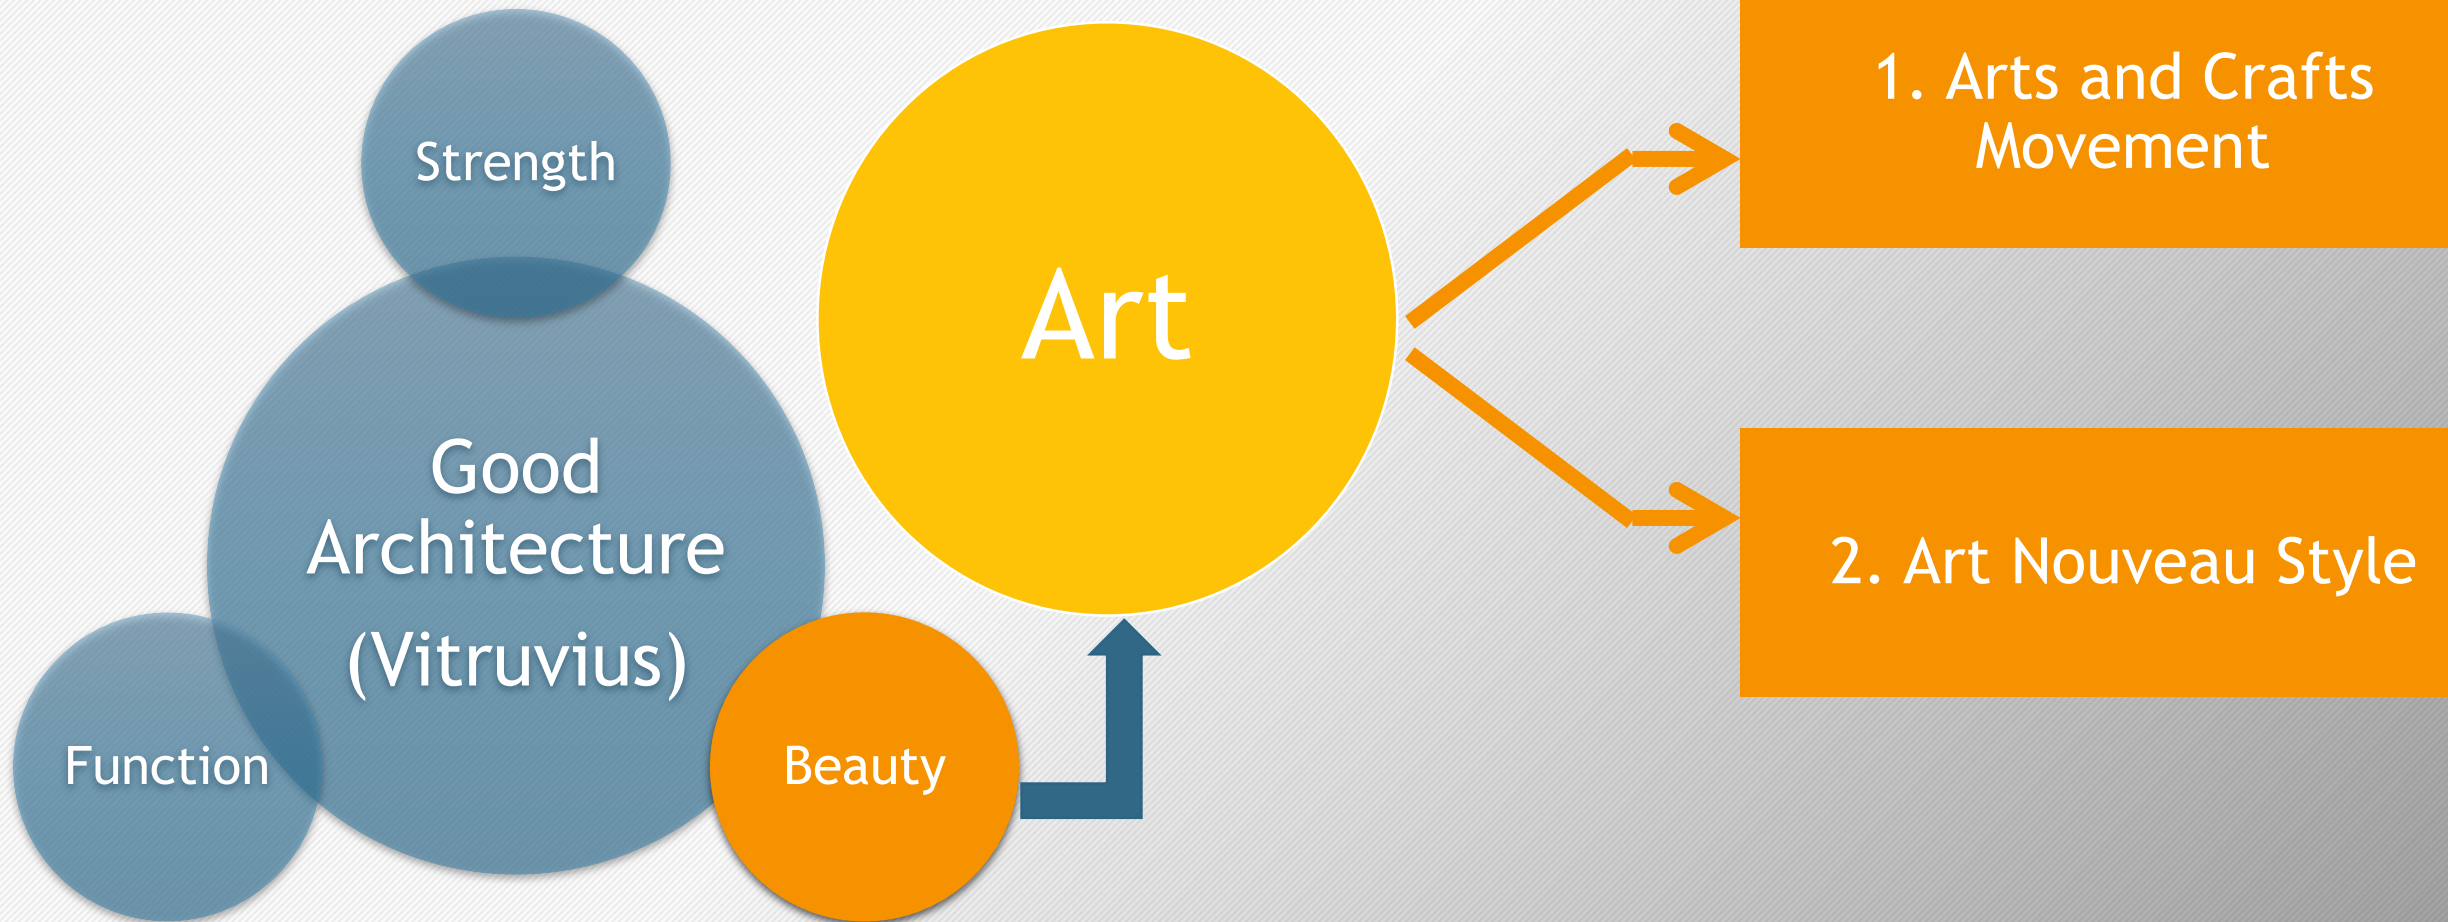 Strength
Good
Architecture
(Vitruvius)
Function
Beauty
Art
1. Arts and Crafts
Movement
2. Art Nouveau Style